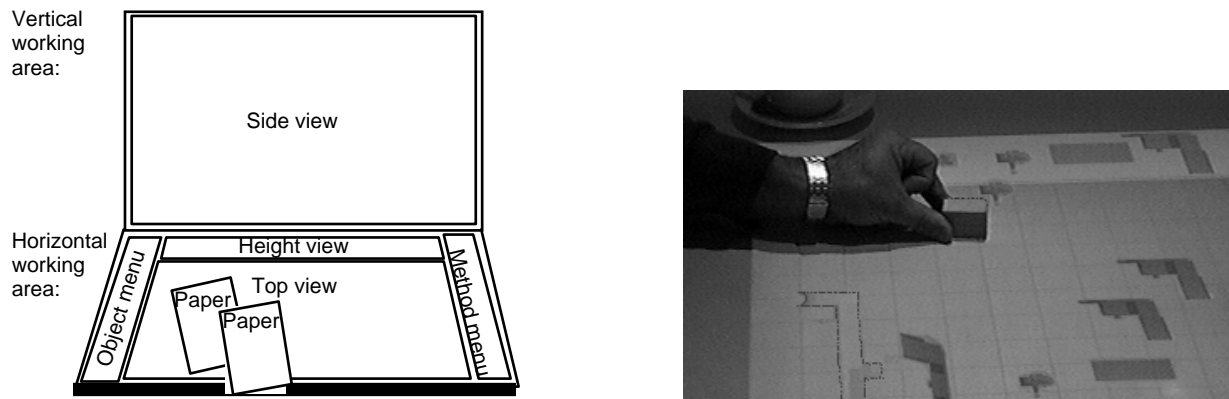 Vertical
working
area:
Side view
Horizontal
working
area:
Object menu
Height view
Method menu
Top view
Paper
Paper